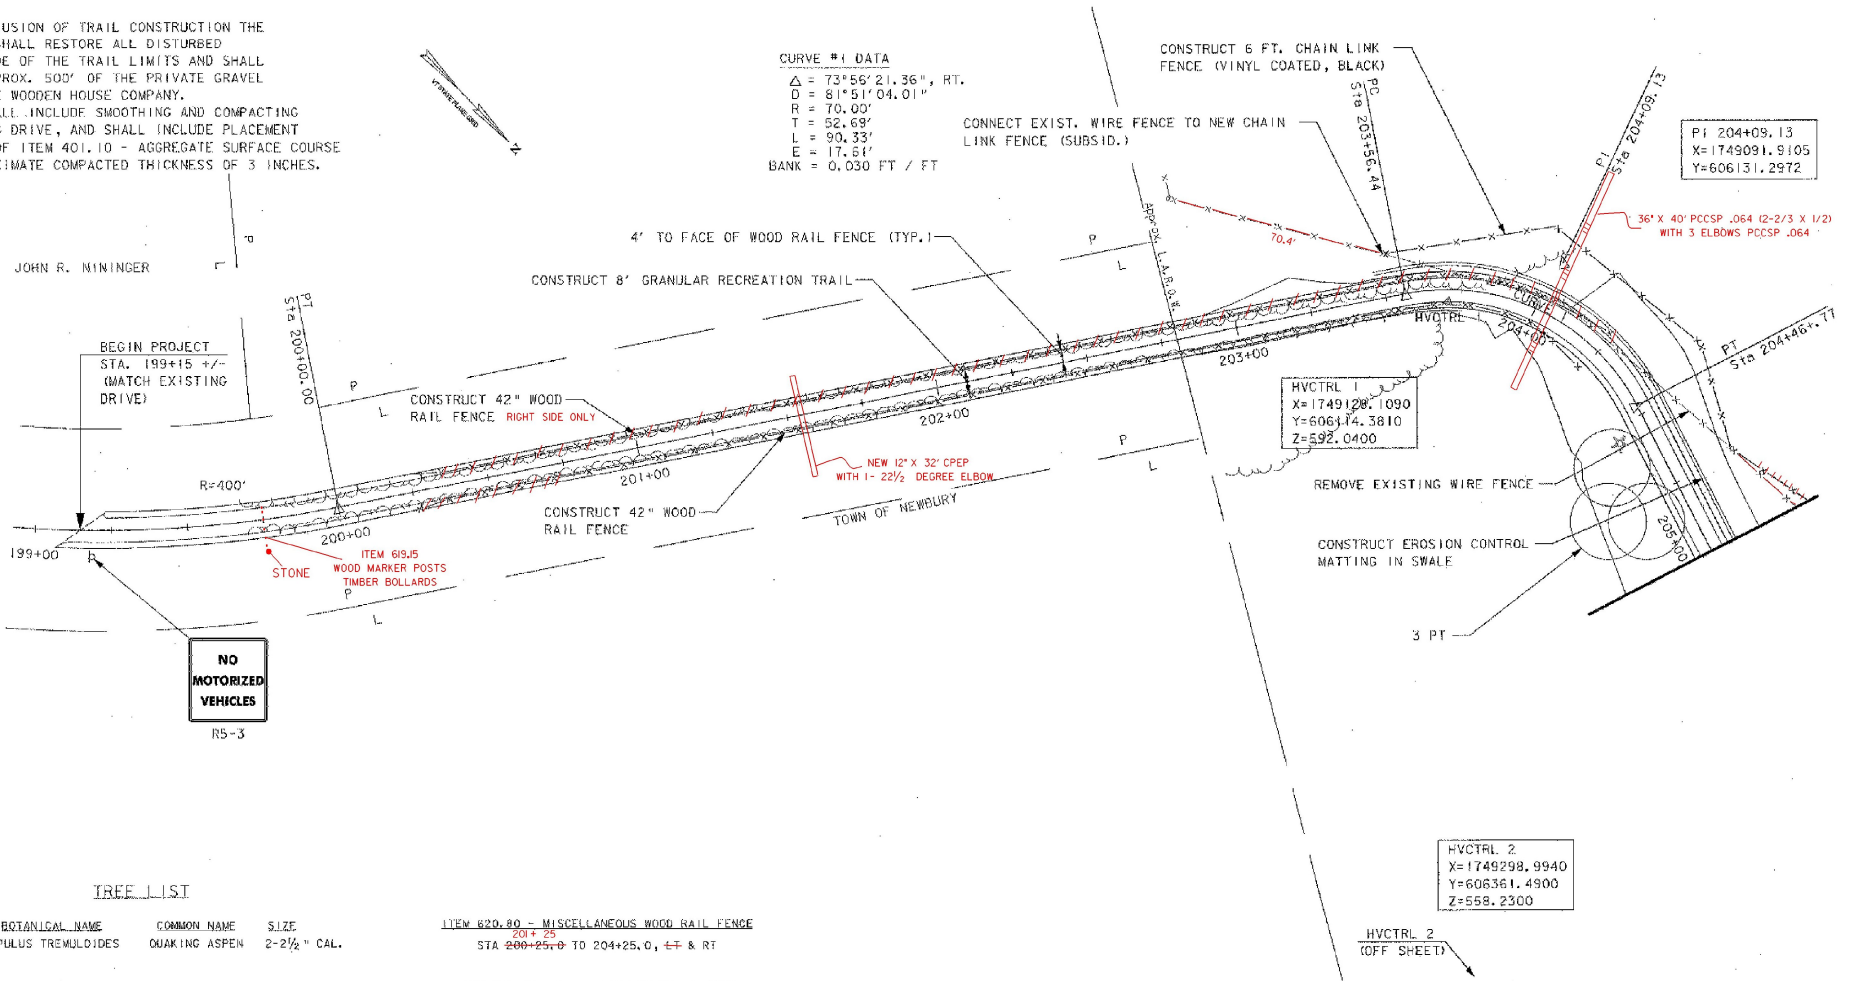 USION OF TRAIL CONSTRUCTION THE
SHALL RESTORE ALL DISTURBED
DE OF THE TRAIL LIMITS AND SHALL
PROX. 500' OF THE PRIVATE GRAVEL
E WOODEN HOUSE COMPANY.
ALL INCLUDE SMOOTHING AND COMPACTING
DRIVE, AND SHALL INCLUDE PLACEMENT
OF ITEM 401.10 - AGGREGATE SURFACE COURSE
XIMATE COMPACTED THICKNESS OF 3 INCHES.
VT STATE PLANE GRID
N
CURVE #1 DATA
Δ = 73°56'21.36", RT.
D = 81°51'04.01"
R = 70.00'
T = 52.69'
L = 90.33'
E = 17.61'
BANK = 0.030 FT / FT
CONSTRUCT 6 FT. CHAIN LINK
FENCE (VINYL COATED, BLACK)
CONNECT EXIST. WIRE FENCE TO NEW CHAIN
LINK FENCE (SUBSID.)
PC
Sta 203+56.44
PI
Sta 204+09.13
PI 204+09.13
X=1749091.9105
Y=606131.2972
36" X 40' PCCSP .064 (2-2/3 X 1/2)
WITH 3 ELBOWS PCCSP .064
70.4'
Approx. L.A.R.O.W.
4' TO FACE OF WOOD RAIL FENCE (TYP.)
P
L
CONSTRUCT 8' GRANULAR RECREATION TRAIL
P
L
JOHN R. NININGER
PT
Sta 200+00.00
BEGIN PROJECT
STA. 199+15 +/-
(MATCH EXISTING
DRIVE)
P
L
CONSTRUCT 42" WOOD
RAIL FENCE RIGHT SIDE ONLY
CURVE
HVCTRL
204+00
203+00
202+00
201+00
200+00
199+00
205+00
PT
Sta 204+46.77
HVCTRL 1
X=1749128.1090
Y=606114.3810
Z=592.0400
P
L
NEW 12" X 32' CPEP
WITH 1- 22½ DEGREE ELBOW
R=400'
CONSTRUCT 42" WOOD
RAIL FENCE
TOWN OF NEWBURY
REMOVE EXISTING WIRE FENCE
CONSTRUCT EROSION CONTROL
MATTING IN SWALE
3 PT
ITEM 619.15
WOOD MARKER POSTS
TIMBER BOLLARDS
STONE
P
L
NO
MOTORIZED
VEHICLES
R5-3
HVCTRL 2
X=1749298.9940
Y=606361.4900
Z=558.2300
HVCTRL 2
(OFF SHEET)
TREE LIST
BOTANICAL NAME COMMON NAME SIZE
PULUS TREMULOIDES QUAKING ASPEN 2-2½" CAL.
ITEM 620.80 - MISCELLANEOUS WOOD RAIL FENCE
201+ 25
STA 200+25.0 TO 204+25.0, LT & RT